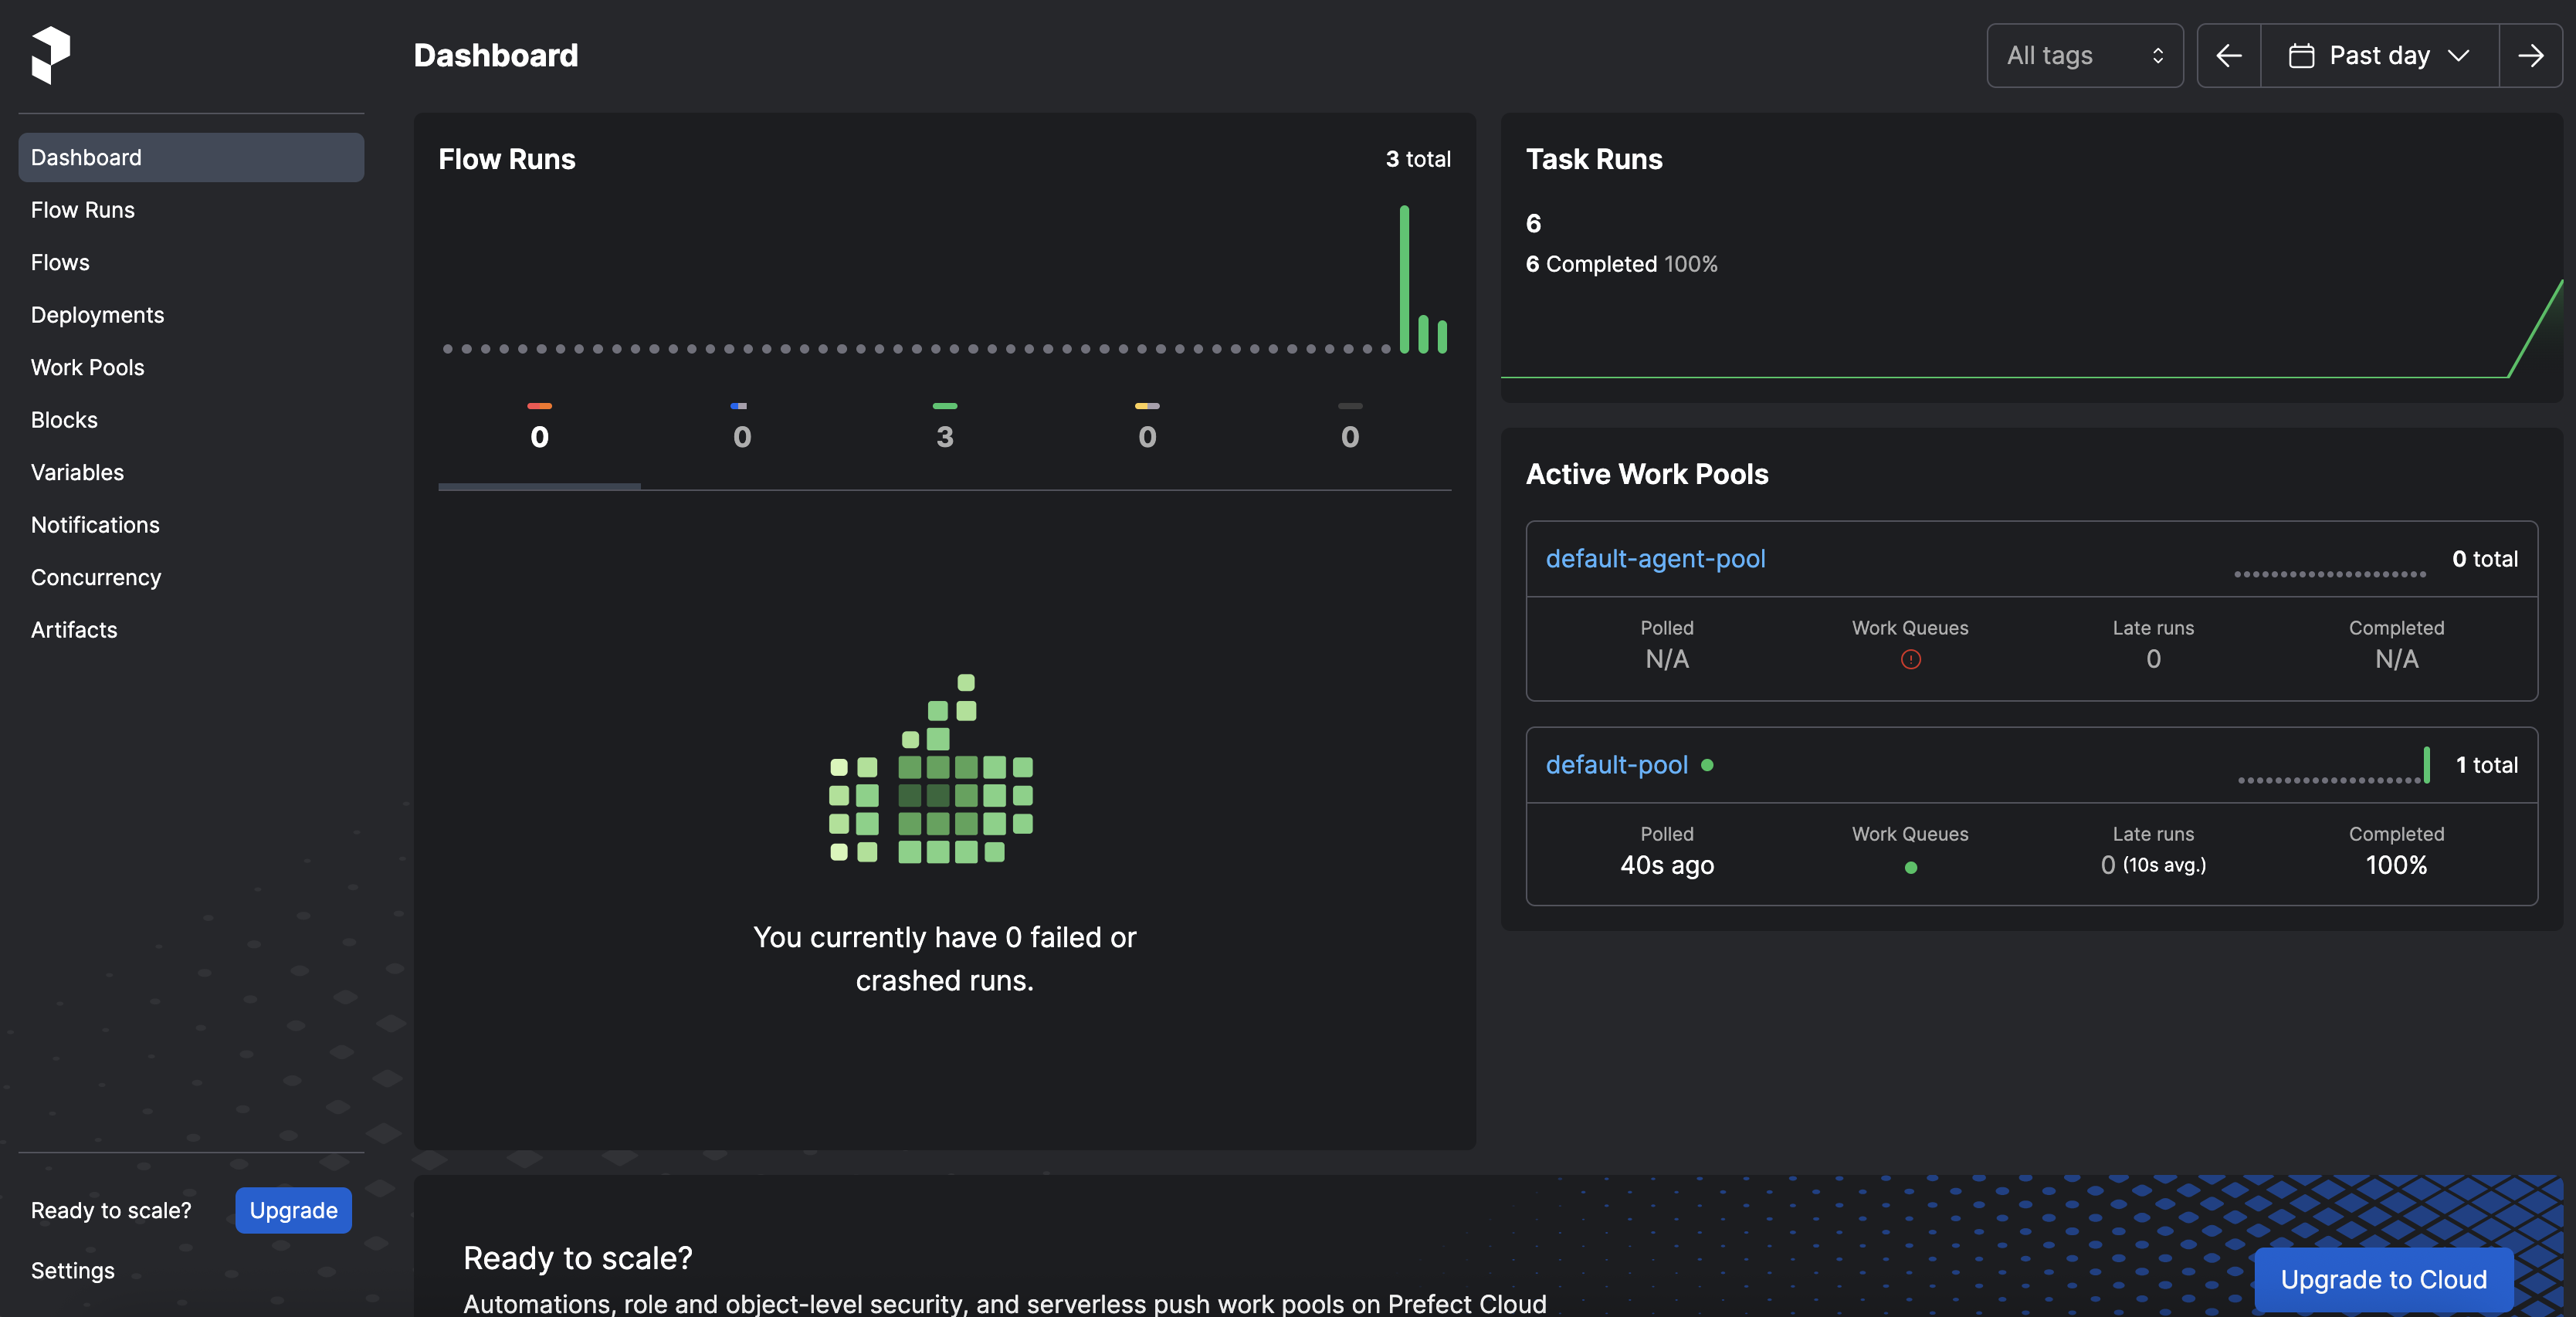 Dashboard
All tags
Past day
Dashboard
Flow Runs
Flows
Deployments
Work Pools
Blocks
Variables
Notifications
Concurrency
Artifacts
Ready to scale? Upgrade
Settings
Flow Runs
3 total
0 0 3 0 0
You currently have 0 failed or
crashed runs.
Task Runs
6
6 Completed 100%
Active Work Pools
default-agent-pool
0 total
Polled Work Queues Late runs Completed
N/A 0 N/A
default-pool
1 total
Polled Work Queues Late runs Completed
40s ago 0 (10s avg.) 100%
Ready to scale?
Automations, role and object-level security, and serverless push work pools on Prefect Cloud
Upgrade to Cloud